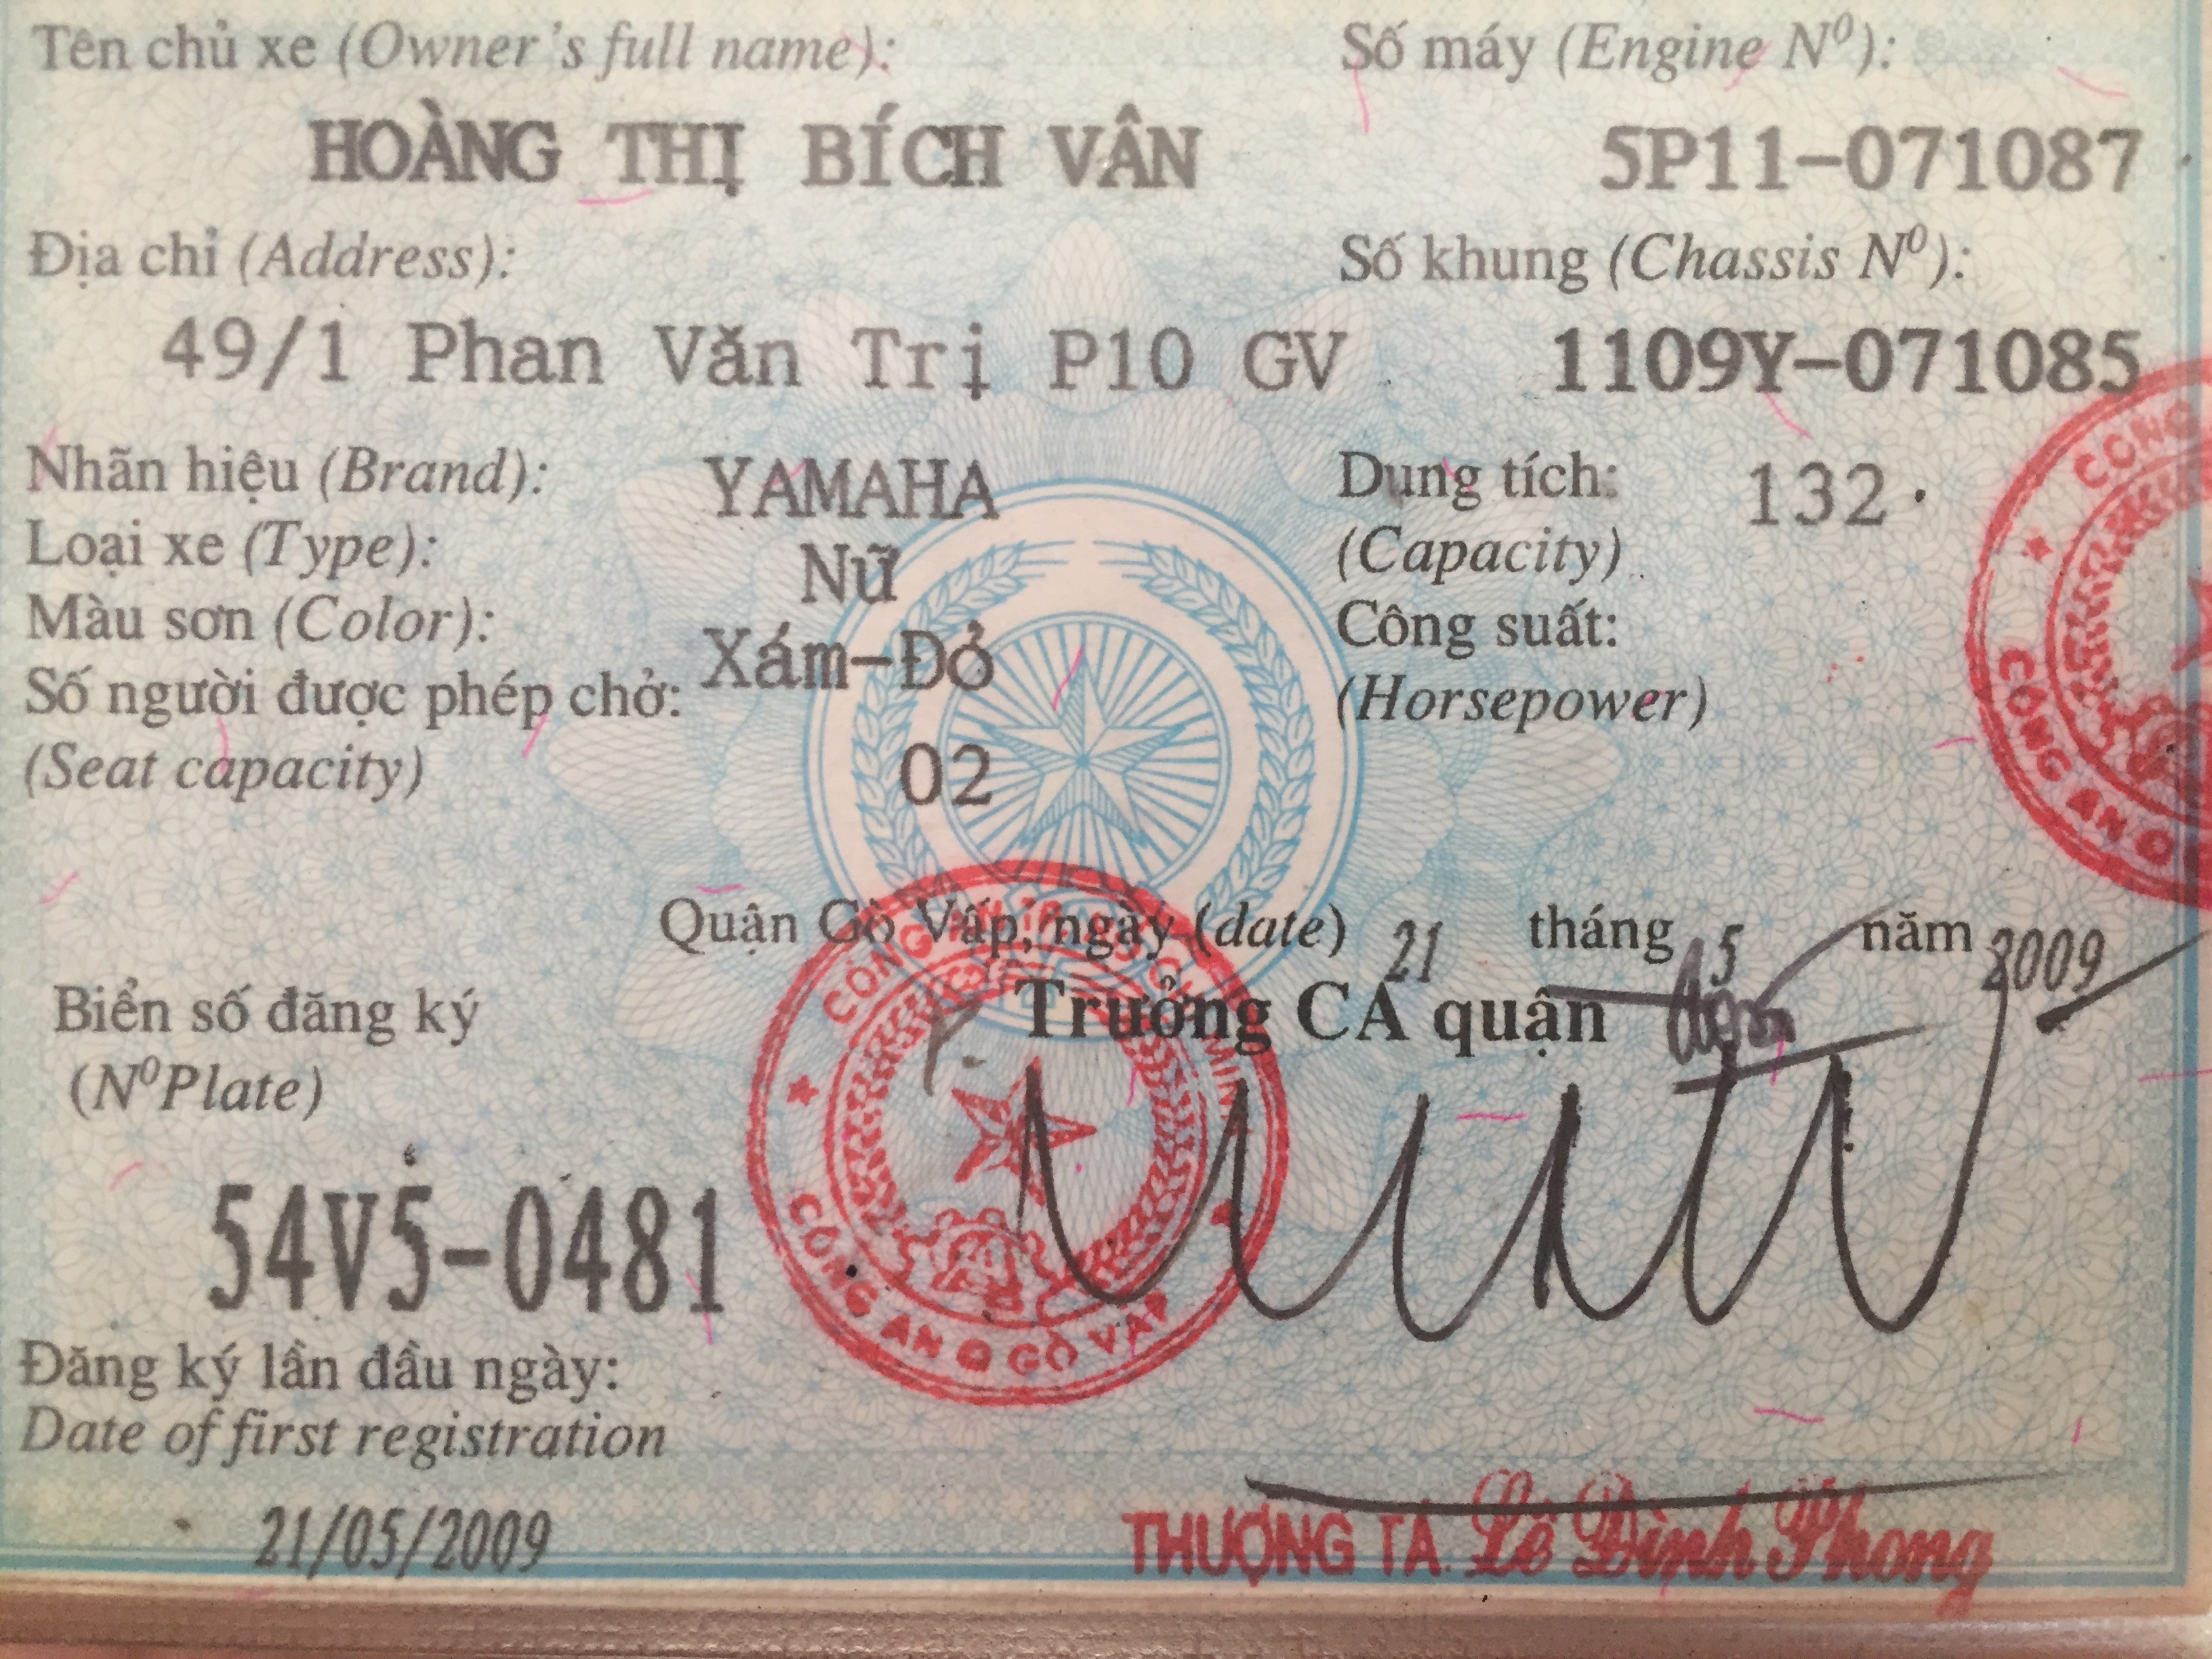 Tên chủ xe (Owner's full name):
HOÀNG THỊ BÍCH VÂN
Số máy (Engine Nº):
5P11-071087
Địa chỉ (Address):
49/1 Phan Văn Trị P10 GV
Số khung (Chassis Nº):
1109Y-071085
Nhãn hiệu (Brand): YAMAHA
Loại xe (Type): Nữ
Màu sơn (Color): Xám-Đỏ
Số người được phép chở:
(Seat capacity) 02
Dung tích: 132
(Capacity)
Công suất:
(Horsepower)
Quận Gò Vấp, ngày (date) 21 tháng 5 năm 2009
Trưởng CA quận
Biển số đăng ký
(NºPlate)
54V5-0481
CÔNG AN Q GÒ VẤP
CÔNG AN Q
Đăng ký lần đầu ngày:
Date of first registration
21/05/2009
THƯỢNG TÁ. Lê Đình Phong